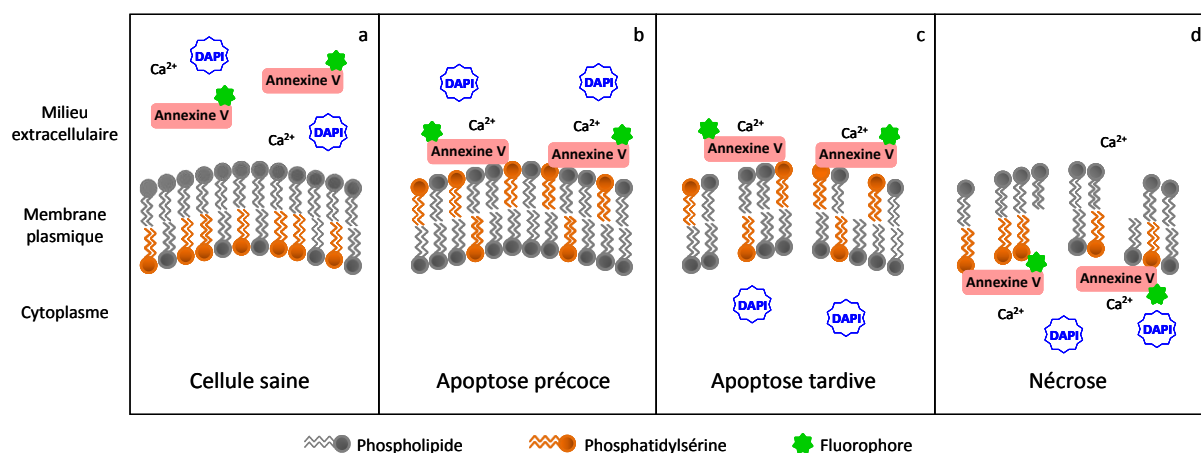 a
DAPI
Ca²⁺
Annexine V
Annexine V
Ca²⁺
DAPI
b
DAPI
DAPI
Ca²⁺
Ca²⁺
Annexine V
Annexine V
c
Ca²⁺
Ca²⁺
Annexine V
Annexine V
DAPI
DAPI
d
Ca²⁺
Annexine V
Annexine V
Ca²⁺
Ca²⁺
DAPI
DAPI
Milieu
extracellulaire
Membrane
plasmique
Cytoplasme
Cellule saine
Apoptose précoce
Apoptose tardive
Nécrose
Phospholipide
Phosphatidylsérine
Fluorophore